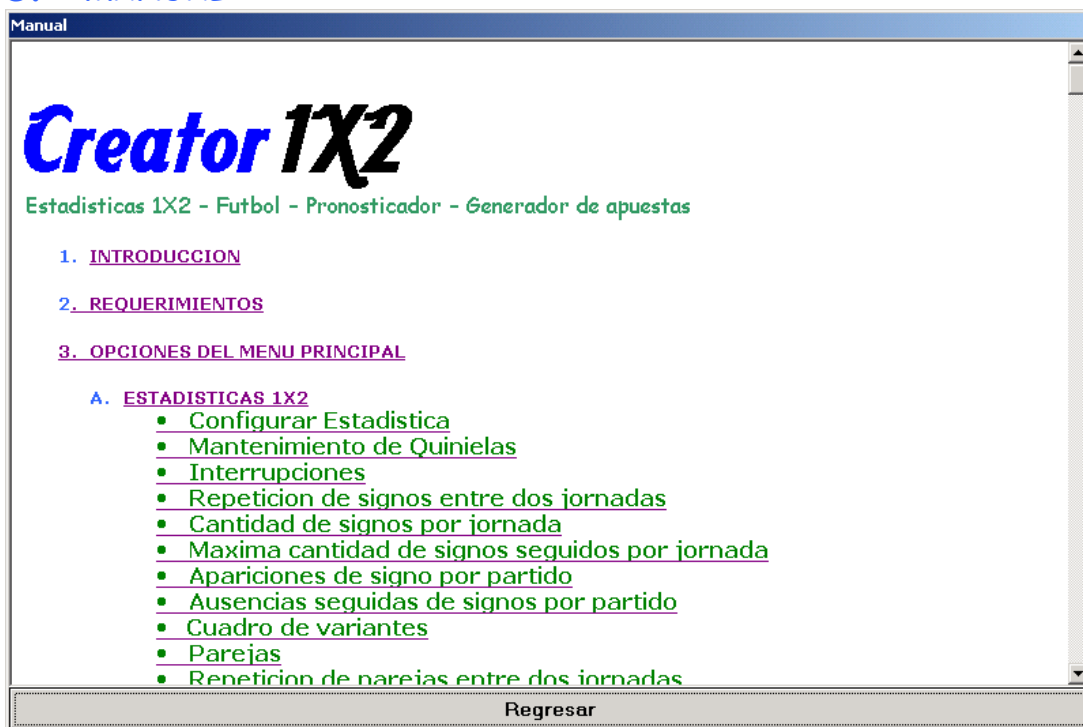 Manual
Creator 1X2
Estadisticas 1X2 - Futbol - Pronosticador - Generador de apuestas
1. INTRODUCCION
2. REQUERIMIENTOS
3. OPCIONES DEL MENU PRINCIPAL
A. ESTADISTICAS 1X2
• Configurar Estadistica
• Mantenimiento de Quinielas
• Interrupciones
• Repeticion de signos entre dos jornadas
• Cantidad de signos por jornada
• Maxima cantidad de signos seguidos por jornada
• Apariciones de signo por partido
• Ausencias seguidas de signos por partido
• Cuadro de variantes
• Parejas
• Repeticion de parejas entre dos jornadas
Regresar